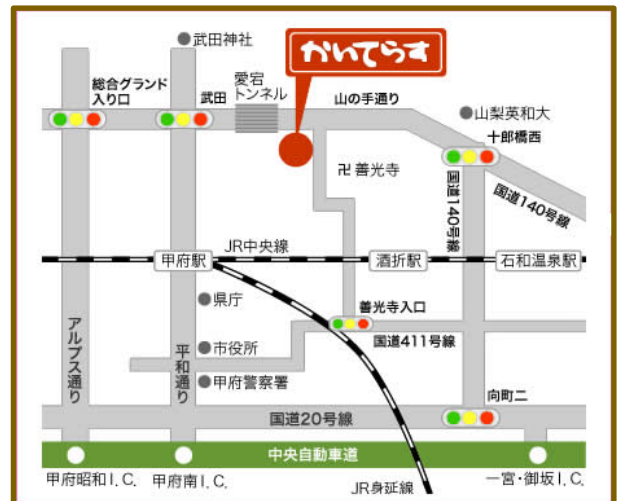 武田神社
かいてらす
総合グランド
入り口
武田
愛宕
トンネル
山の手通り
山梨英和大
十郎橋西
卍善光寺
国道140号線
国道140号線
JR中央線
甲府駅
酒折駅
石和温泉駅
県庁
善光寺入口
国道411号線
アルプス通り
平和通り
市役所
甲府警察署
向町二
国道20号線
中央自動車道
甲府昭和I.C.
甲府南I.C.
JR身延線
一宮・御坂I.C.